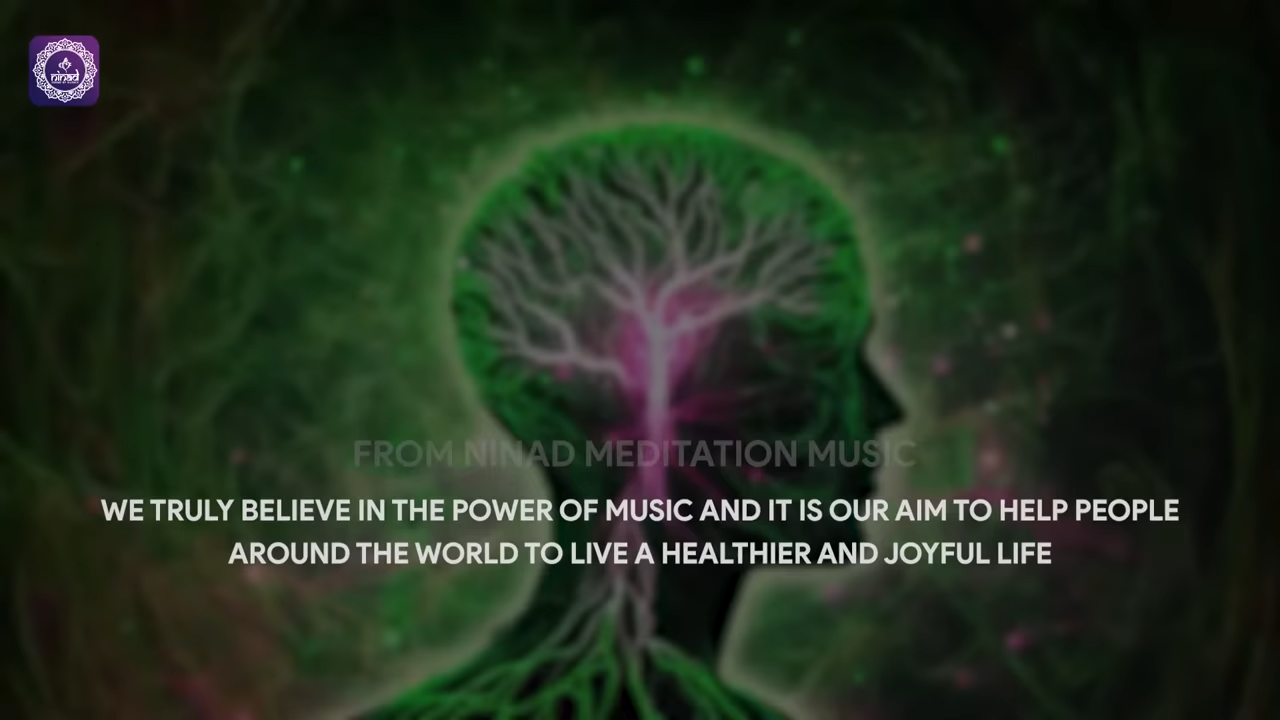 ninad
FROM NINAD MEDITATION MUSIC
WE TRULY BELIEVE IN THE POWER OF MUSIC AND IT IS OUR AIM TO HELP PEOPLE
AROUND THE WORLD TO LIVE A HEALTHIER AND JOYFUL LIFE